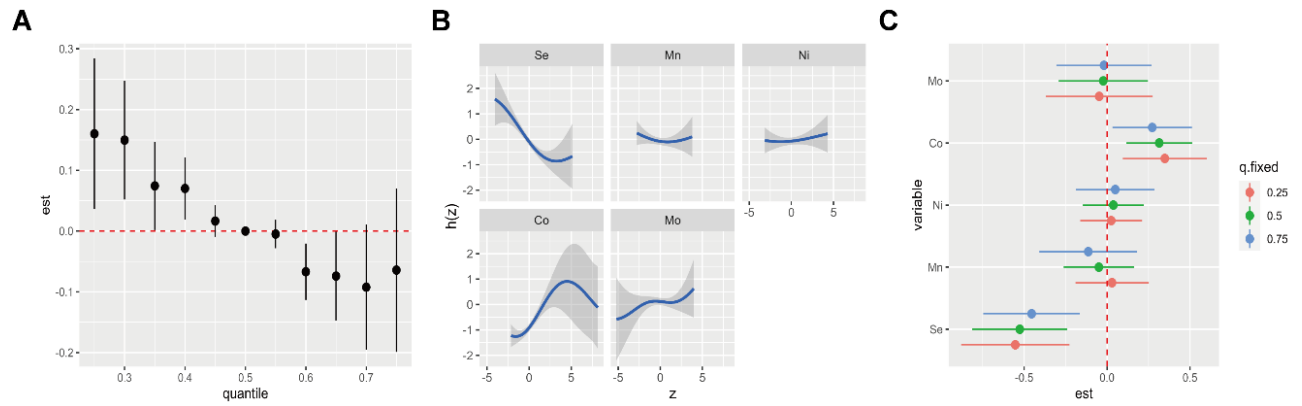 A
est
0.3
0.2
0.1
0.0
-0.1
-0.2
0.3
0.4
0.5
0.6
0.7
quantile
B
h(z)
Se
Mn
Ni
2
1
0
-1
-2
-5
0
5
Co
Mo
2
1
0
-1
-2
-5
0
5
-5
0
5
z
C
variable
Mo
Co
Ni
Mn
Se
-0.5
0.0
0.5
est
q.fixed
0.25
0.5
0.75